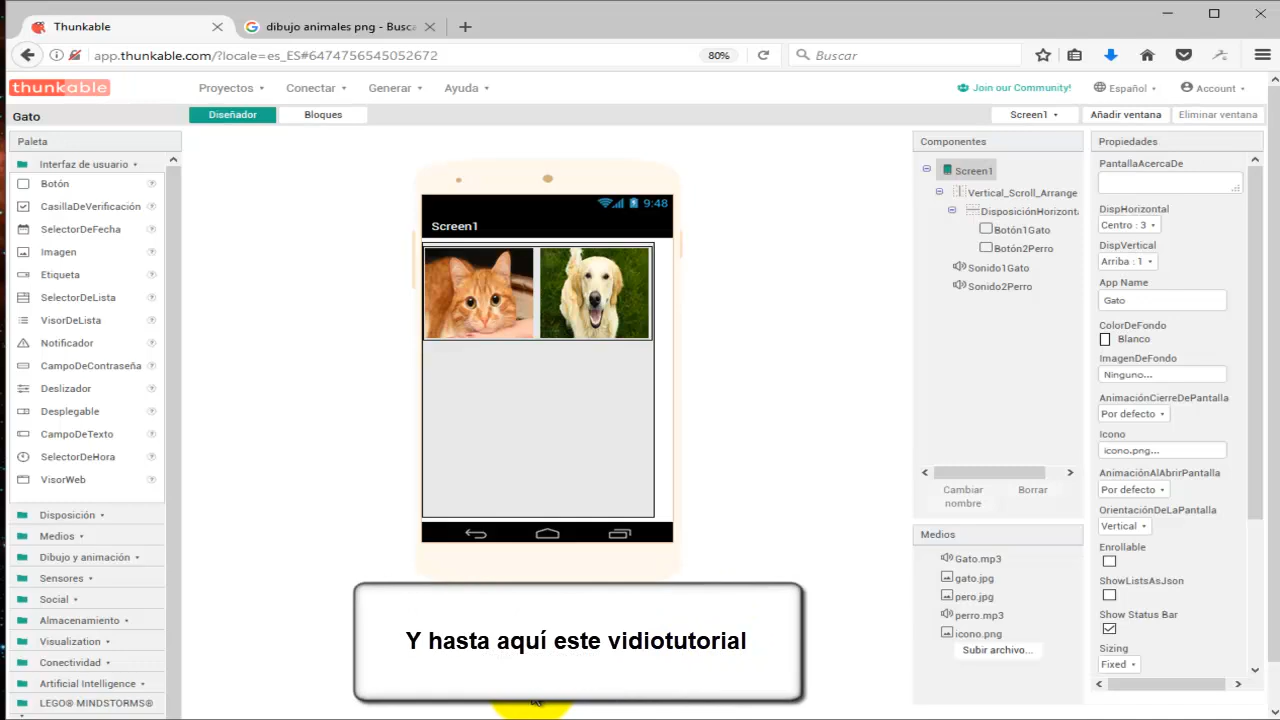 Thunkable
dibujo animales png - Busca
app.thunkable.com/?locale=es_ES#6474756545052672
80%
Buscar
thunkable
Proyectos
Conectar
Generar
Ayuda
Join our Community!
Español
Account
Gato
Diseñador
Bloques
Screen1
Añadir ventana
Eliminar ventana
Paleta
Interfaz de usuario
Botón
CasillaDeVerificación
SelectorDeFecha
Imagen
Etiqueta
SelectorDeLista
VisorDeLista
Notificador
CampoDeContraseña
Deslizador
Desplegable
CampoDeTexto
SelectorDeHora
VisorWeb
Disposición
Medios
Dibujo y animación
Sensores
Social
Almacenamiento
Visualization
Conectividad
Artificial Intelligence
LEGO® MINDSTORMS®
9:48
Screen1
Y hasta aquí este vidiotutorial
Componentes
Screen1
Vertical_Scroll_Arrange
DisposiciónHorizont
Botón1Gato
Botón2Perro
Sonido1Gato
Sonido2Perro
Cambiar
nombre
Borrar
Medios
Gato.mp3
gato.jpg
pero.jpg
perro.mp3
icono.png
Subir archivo...
Propiedades
PantallaAcercaDe
DispHorizontal
Centro : 3
DispVertical
Arriba : 1
App Name
Gato
ColorDeFondo
Blanco
ImagenDeFondo
Ninguno...
AnimaciónCierreDePantalla
Por defecto
Icono
icono.png...
AnimaciónAlAbrirPantalla
Por defecto
OrientaciónDeLaPantalla
Vertical
Enrollable
ShowListsAsJson
Show Status Bar
Sizing
Fixed